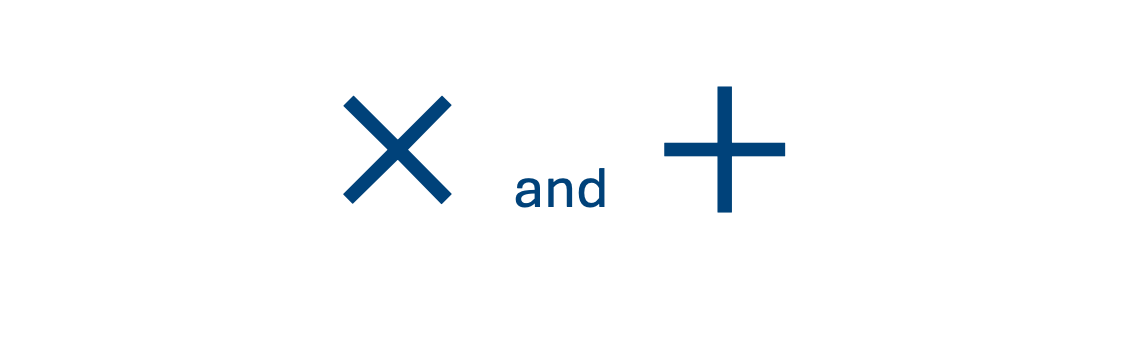 × and +